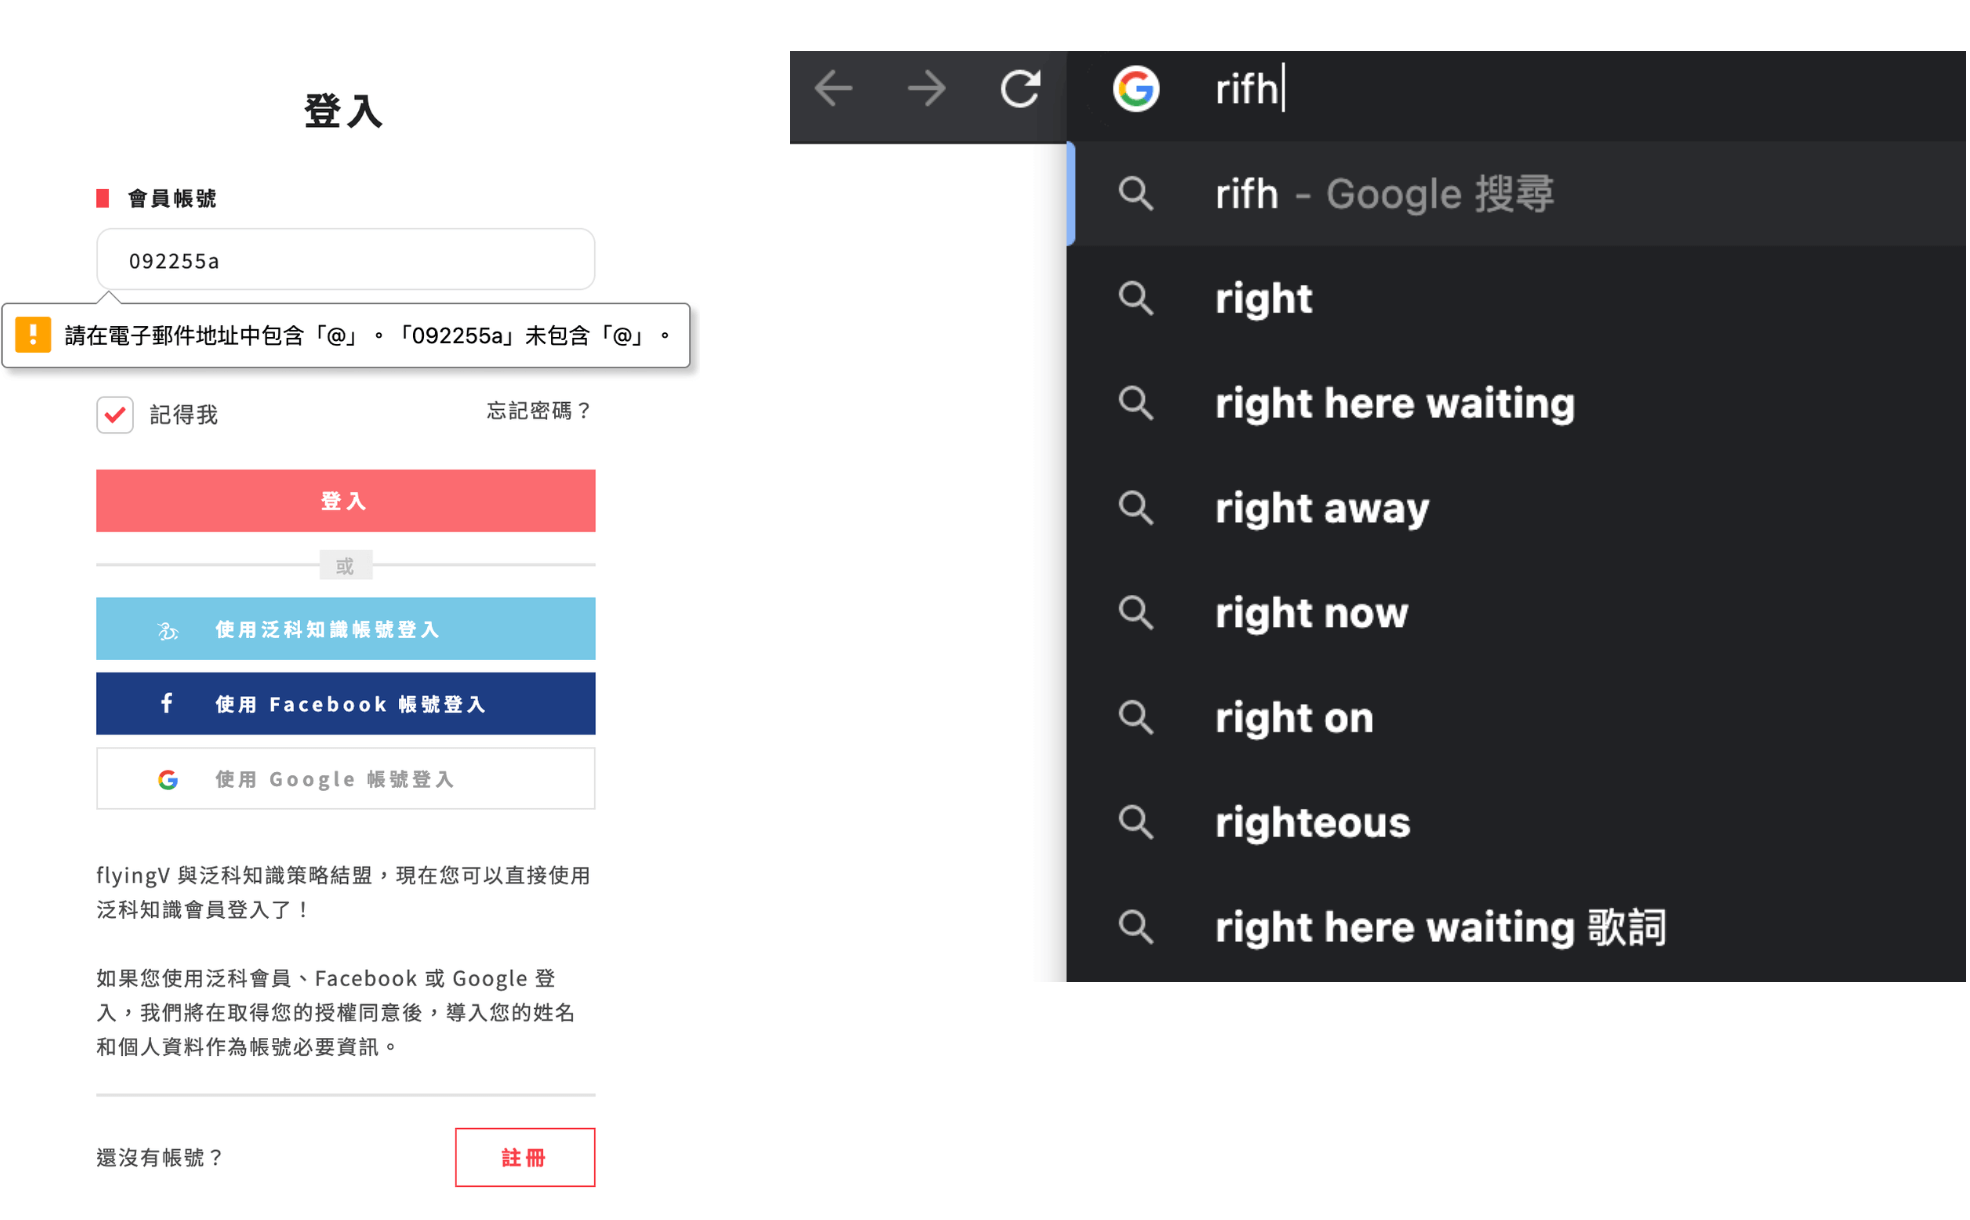 登入
會員帳號
092255a
請在電子郵件地址中包含「@」。「092255a」未包含「@」。
記得我
忘記密碼？
登入
或
使用泛科知識帳號登入
使用 Facebook 帳號登入
使用 Google 帳號登入
flyingV 與泛科知識策略結盟，現在您可以直接使用
泛科知識會員登入了！
如果您使用泛科會員、Facebook 或 Google 登
入，我們將在取得您的授權同意後，導入您的姓名
和個人資料作為帳號必要資訊。
還沒有帳號？
註冊
rifh
rifh - Google 搜尋
right
right here waiting
right away
right now
right on
righteous
right here waiting 歌詞